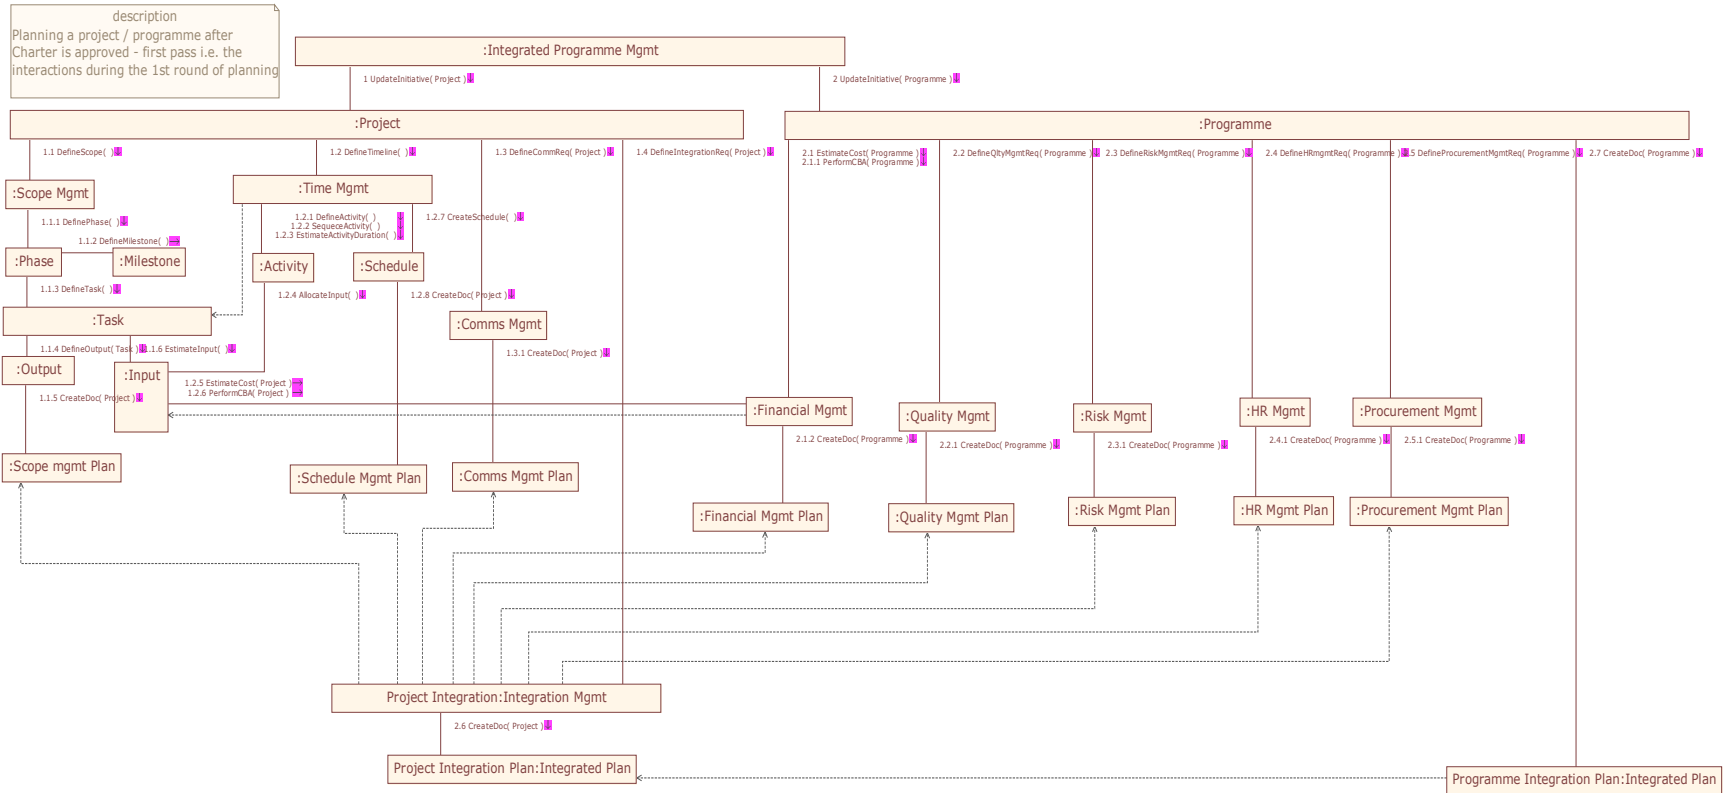 description
Planning a project / programme after
Charter is approved - first pass i.e. the
interactions during the 1st round of planning
:Integrated Programme Mgmt
1 UpdateInitiative( Project )
2 UpdateInitiative( Programme )
:Project
:Programme
1.1 DefineScope( )
1.2 DefineTimeline( )
1.3 DefineCommReq( Project )
1.4 DefineIntegrationReq( Project )
2.1 EstimateCost( Programme )
2.1.1 PerformCBA( Programme )
2.2 DefineQltyMgmtReq( Programme )
2.3 DefineRiskMgmtReq( Programme )
2.4 DefineHRmgmtReq( Programme )
.5 DefineProcurementMgmtReq( Programme )
2.7 CreateDoc( Programme )
:Scope Mgmt
:Time Mgmt
1.1.1 DefinePhase( )
1.2.1 DefineActivity( )
1.2.2 SequeceActivity( )
1.2.3 EstimateActivityDuration( )
1.2.7 CreateSchedule( )
1.1.2 DefineMilestone( )
:Phase
:Milestone
:Activity
:Schedule
1.1.3 DefineTask( )
1.2.4 AllocateInput( )
1.2.8 CreateDoc( Project )
:Task
:Comms Mgmt
1.1.4 DefineOutput( Task )
1.1.6 EstimateInput( )
1.3.1 CreateDoc( Project )
:Output
:Input
1.2.5 EstimateCost( Project )
1.2.6 PerformCBA( Project )
1.1.5 CreateDoc( Project )
:Financial Mgmt
:Quality Mgmt
:Risk Mgmt
:HR Mgmt
:Procurement Mgmt
2.1.2 CreateDoc( Programme )
2.2.1 CreateDoc( Programme )
2.3.1 CreateDoc( Programme )
2.4.1 CreateDoc( Programme )
2.5.1 CreateDoc( Programme )
:Scope mgmt Plan
:Schedule Mgmt Plan
:Comms Mgmt Plan
:Financial Mgmt Plan
:Quality Mgmt Plan
:Risk Mgmt Plan
:HR Mgmt Plan
:Procurement Mgmt Plan
Project Integration:Integration Mgmt
2.6 CreateDoc( Project )
Project Integration Plan:Integrated Plan
Programme Integration Plan:Integrated Plan